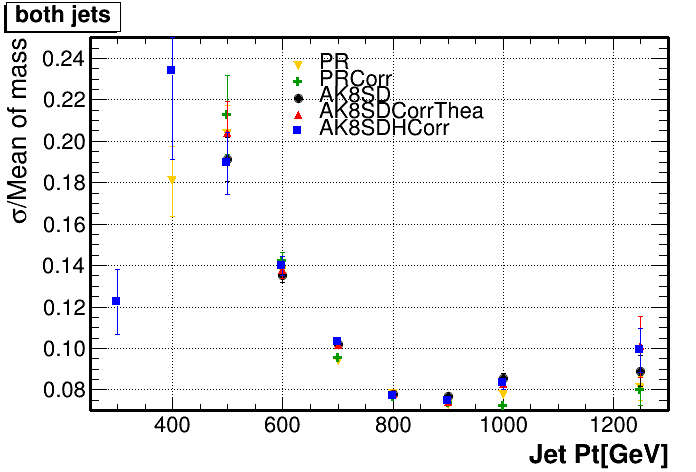 both jets
σ/Mean of mass
0.24
0.22
0.20
0.18
0.16
0.14
0.12
0.10
0.08
PR
PRCorr
AK8SD
AK8SDCorrThea
AK8SDHCorr
400 600 800 1000 1200
Jet Pt[GeV]